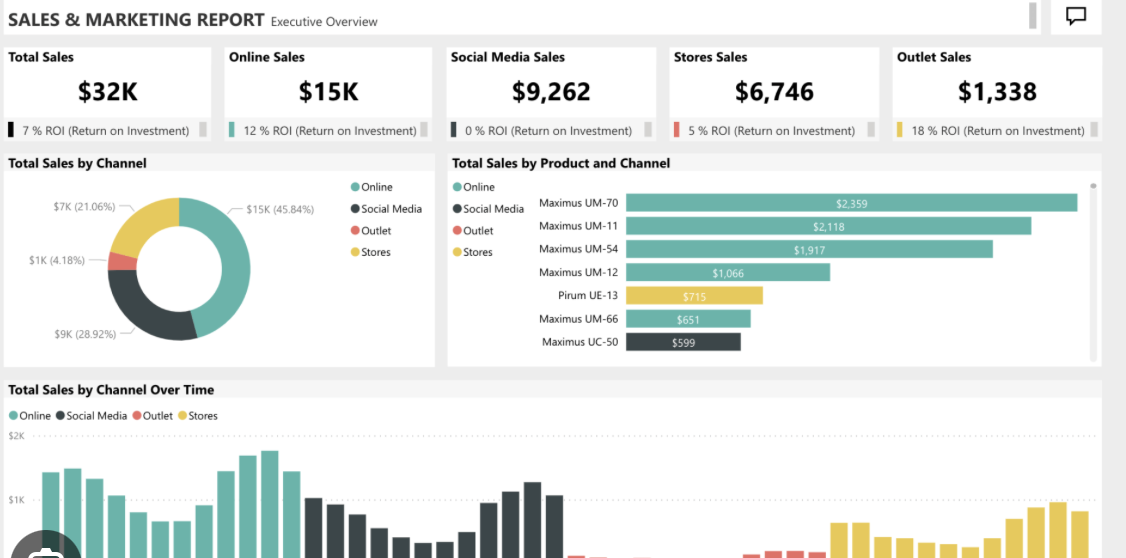 SALES & MARKETING REPORT Executive Overview
Total Sales
$32K
7 % ROI (Return on Investment)
Online Sales
$15K
12 % ROI (Return on Investment)
Social Media Sales
$9,262
0 % ROI (Return on Investment)
Stores Sales
$6,746
5 % ROI (Return on Investment)
Outlet Sales
$1,338
18 % ROI (Return on Investment)
Total Sales by Channel
$7K (21.06%)
$15K (45.84%)
$1K (4.18%)
$9K (28.92%)
Online
Social Media
Outlet
Stores
Total Sales by Product and Channel
Online
Social Media
Outlet
Stores
Maximus UM-70 $2,359
Maximus UM-11 $2,118
Maximus UM-54 $1,917
Maximus UM-12 $1,066
Pirum UE-13 $715
Maximus UM-66 $651
Maximus UC-50 $599
Total Sales by Channel Over Time
Online Social Media Outlet Stores
$2K
$1K